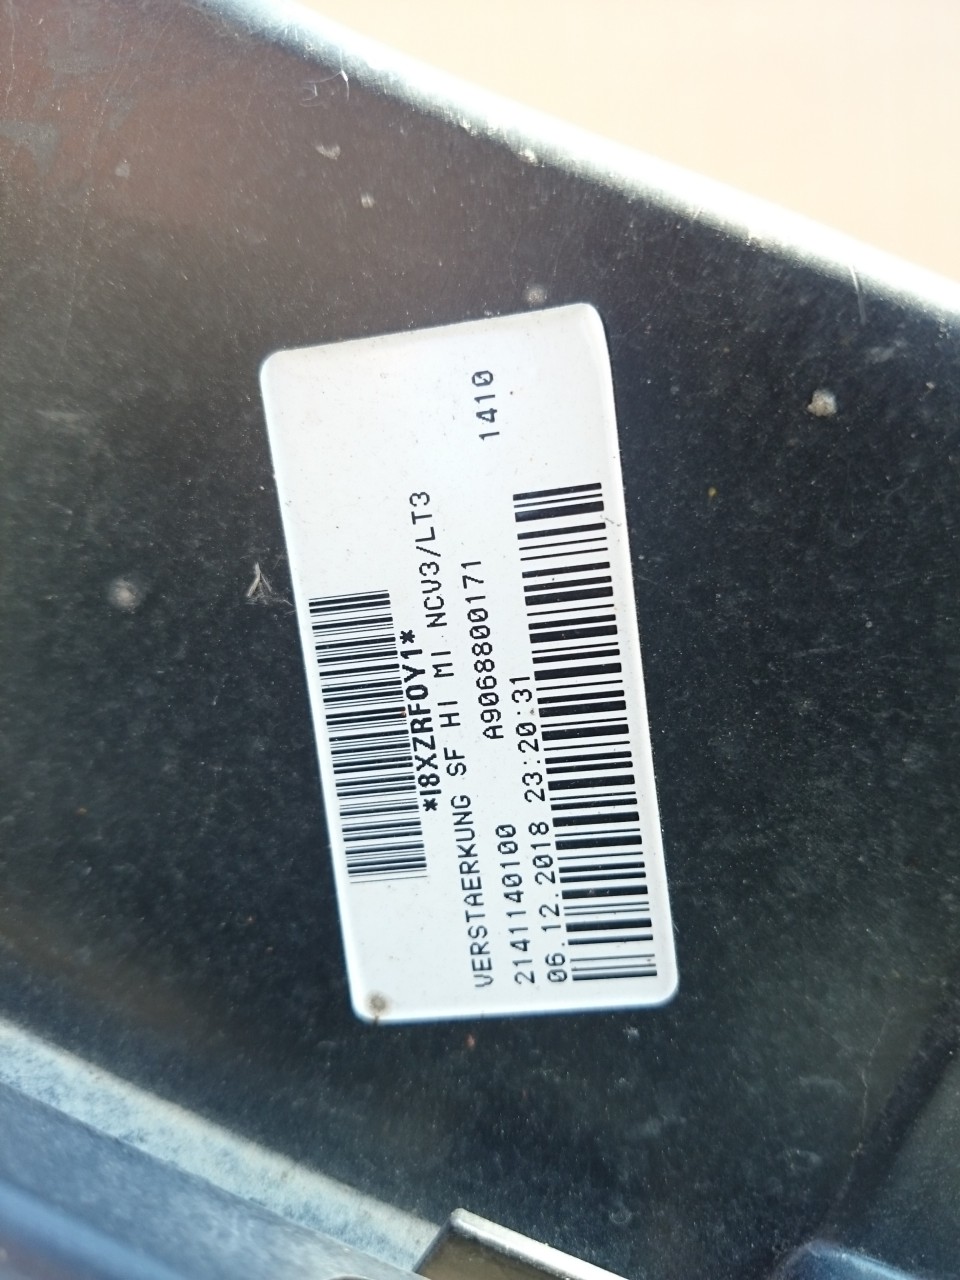 *I8XZRF0Y1*
VERSTAERKUNG SF HI MI NCV3/LT3
A9068800171 1410
2141140100
06.12.2018 23:20:31